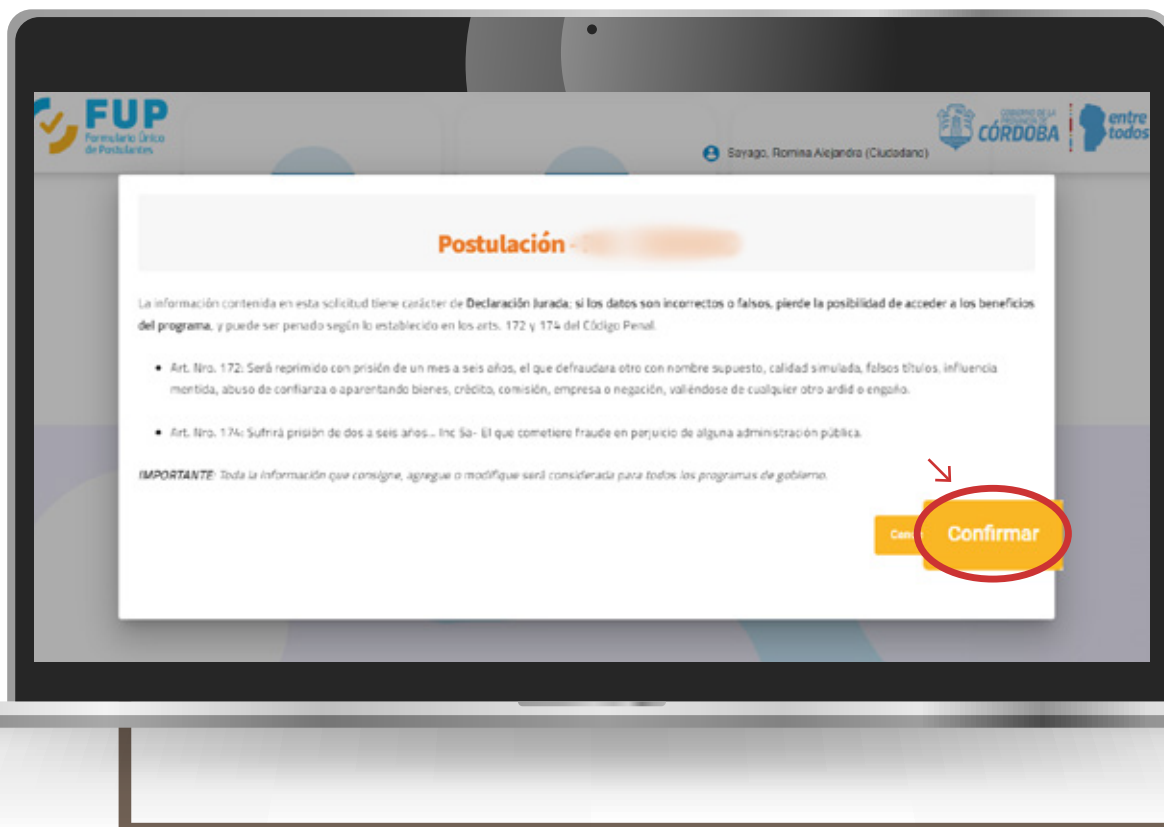 FUP
Formulario Único
de Postulantes
Sayago, Romina Alejandra (Ciudadano)
GOBIERNO DE LA
PROVINCIA DE
CÓRDOBA
entre
todos
Postulación -
La información contenida en esta solicitud tiene carácter de Declaración Jurada; si los datos son incorrectos o falsos, pierde la posibilidad de acceder a los beneficios
del programa, y puede ser penado según lo establecido en los arts. 172 y 174 del Código Penal.
• Art. Nro. 172: Será reprimido con prisión de un mes a seis años, el que defraudara otro con nombre supuesto, calidad simulada, falsos títulos, influencia
mentida, abuso de confianza o aparentando bienes, crédito, comisión, empresa o negación, valiéndose de cualquier otro ardid o engaño.
• Art. Nro. 174: Sufrirá prisión de dos a seis años... Inc 5a- El que cometiere fraude en perjuicio de alguna administración pública.
IMPORTANTE: Toda la información que consigne, agregue o modifique será considerada para todos los programas de gobierno.
Canc
Confirmar